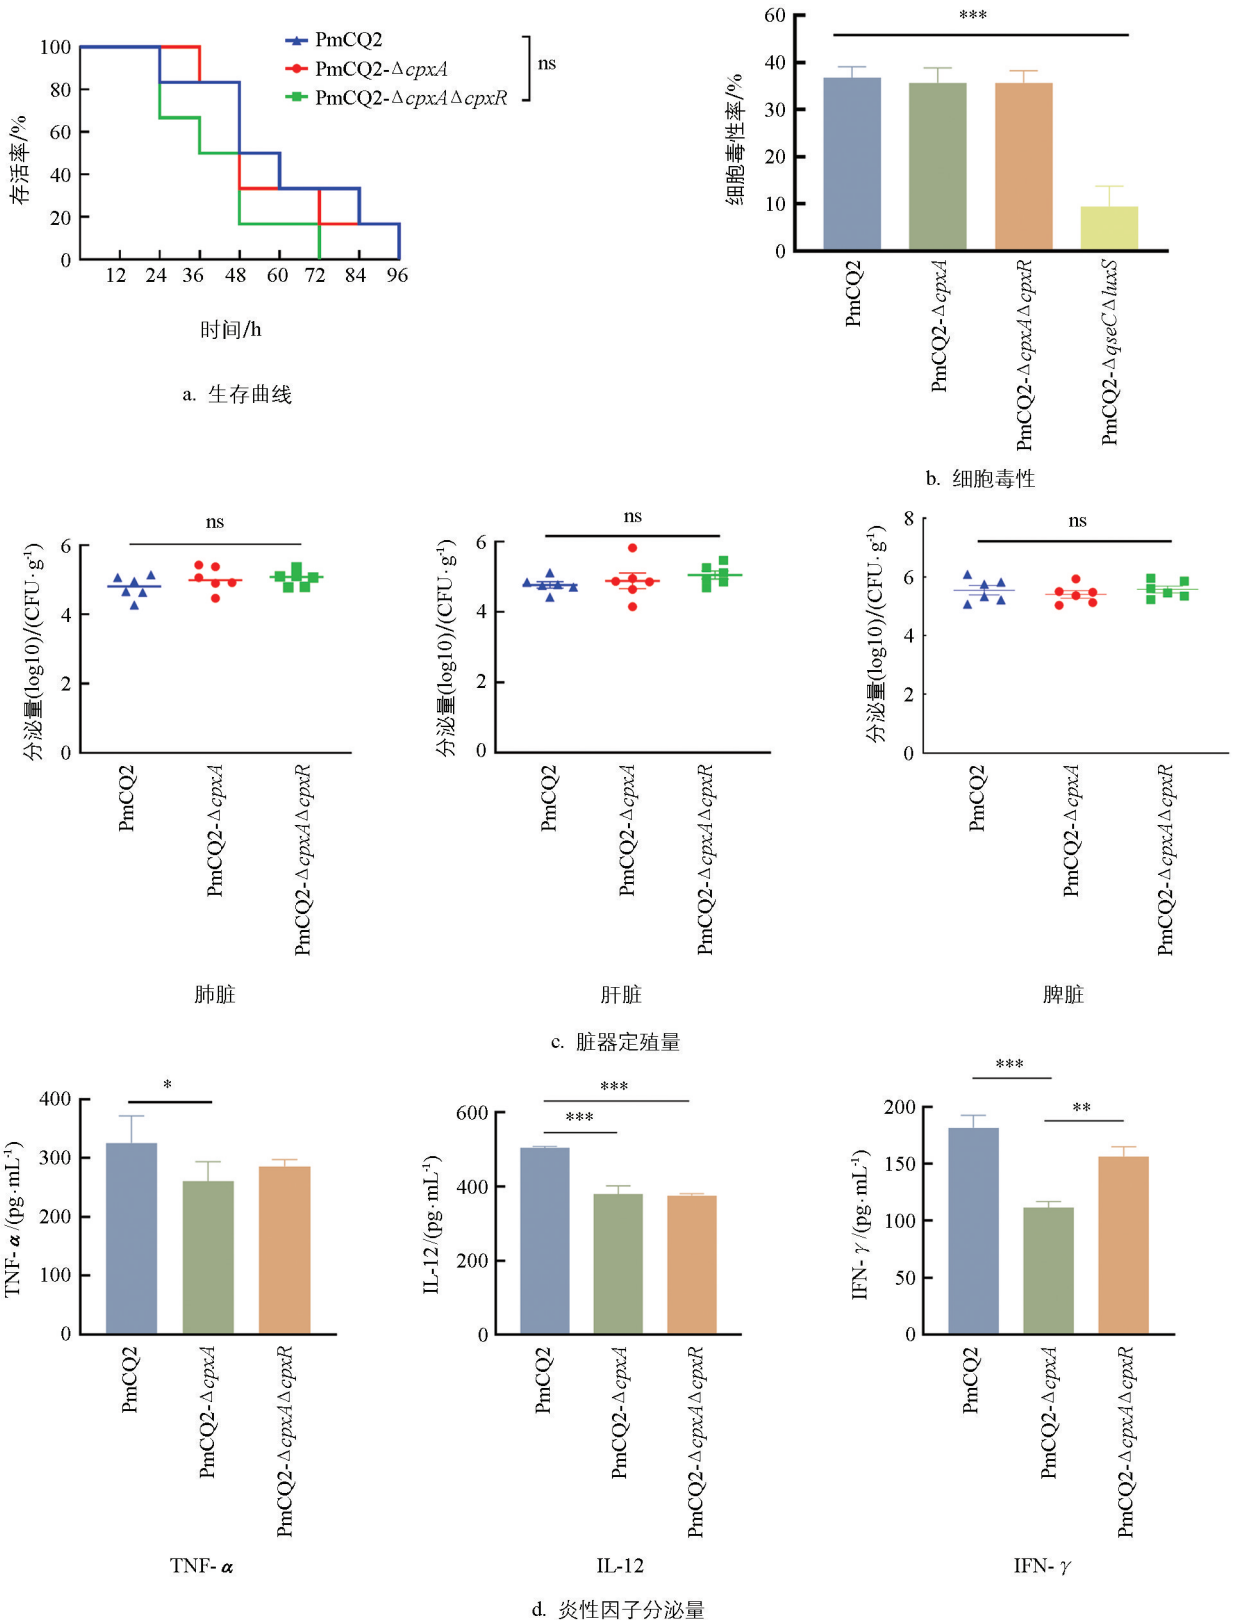 100
80
60
40
20
0
存活率/%
12 24 36 48 60 72 84 96
时间/h
PmCQ2
PmCQ2-ΔcpxA
PmCQ2-ΔcpxAΔcpxR
ns
a. 生存曲线
60
50
40
30
20
10
0
细胞毒性率/%
***
PmCQ2
PmCQ2-ΔcpxA
PmCQ2-ΔcpxAΔcpxR
PmCQ2-ΔqseCΔluxS
b. 细胞毒性
ns
6
4
2
0
分泌量(log10)/(CFU·g-1)
PmCQ2
PmCQ2-ΔcpxA
PmCQ2-ΔcpxAΔcpxR
肺脏
ns
6
4
2
0
分泌量(log10)/(CFU·g-1)
PmCQ2
PmCQ2-ΔcpxA
PmCQ2-ΔcpxAΔcpxR
肝脏
ns
8
6
4
2
0
分泌量(log10)/(CFU·g-1)
PmCQ2
PmCQ2-ΔcpxA
PmCQ2-ΔcpxAΔcpxR
脾脏
c. 脏器定殖量
*
400
300
200
100
0
TNF-α/(pg·mL-1)
PmCQ2
PmCQ2-ΔcpxA
PmCQ2-ΔcpxAΔcpxR
TNF-α
***
***
600
400
200
0
IL-12/(pg·mL-1)
PmCQ2
PmCQ2-ΔcpxA
PmCQ2-ΔcpxAΔcpxR
IL-12
***
**
200
150
100
50
0
IFN-γ/(pg·mL-1)
PmCQ2
PmCQ2-ΔcpxA
PmCQ2-ΔcpxAΔcpxR
IFN-γ
d. 炎性因子分泌量